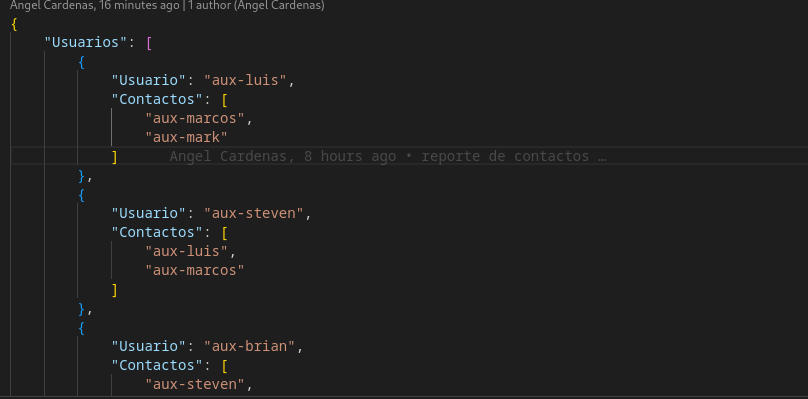 Angel Cardenas, 16 minutes ago | 1 author (Angel Cardenas)
{
    "Usuarios": [
        {
            "Usuario": "aux-luis",
            "Contactos": [
                "aux-marcos",
                "aux-mark"
            ]      Angel Cardenas, 8 hours ago • reporte de contactos …
        },
        {
            "Usuario": "aux-steven",
            "Contactos": [
                "aux-luis",
                "aux-marcos"
            ]
        },
        {
            "Usuario": "aux-brian",
            "Contactos": [
                "aux-steven",